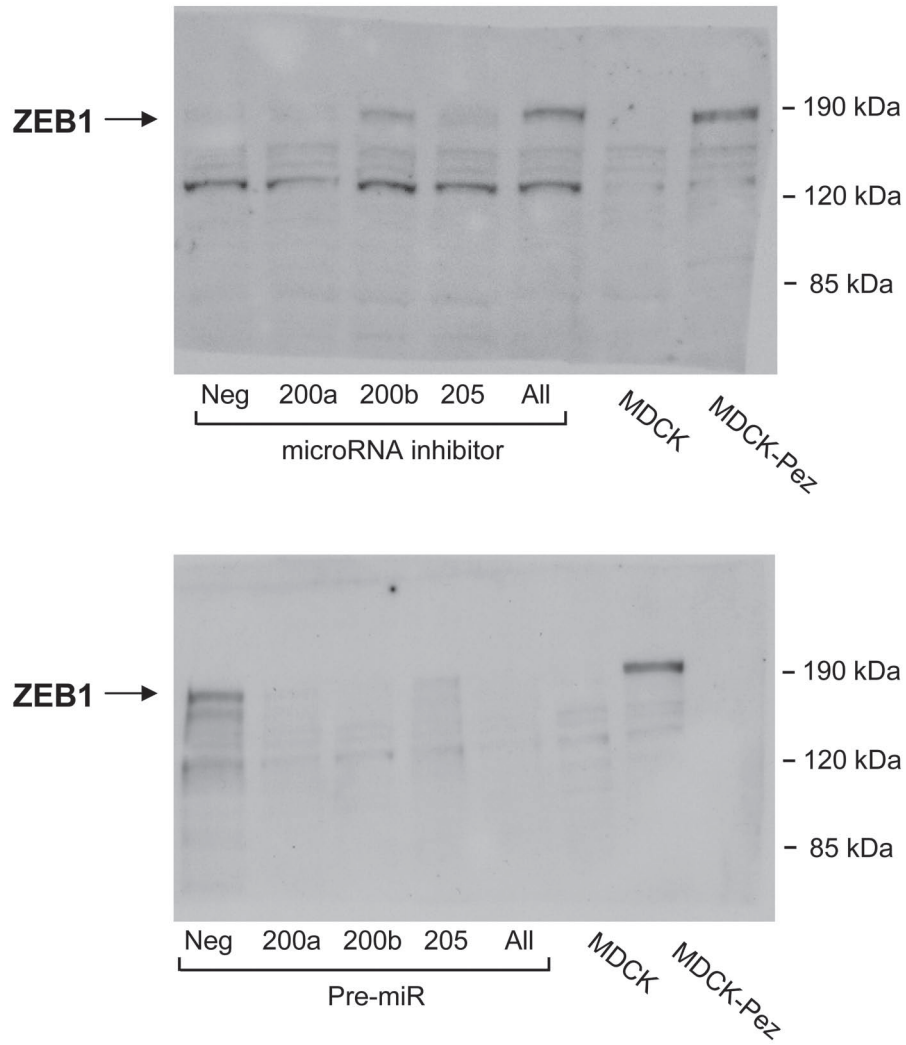 ZEB1
- 190 kDa
- 120 kDa
- 85 kDa
Neg 200a 200b 205 All MDCK MDCK-Pez
microRNA inhibitor
ZEB1
- 190 kDa
- 120 kDa
- 85 kDa
Neg 200a 200b 205 All MDCK MDCK-Pez
Pre-miR